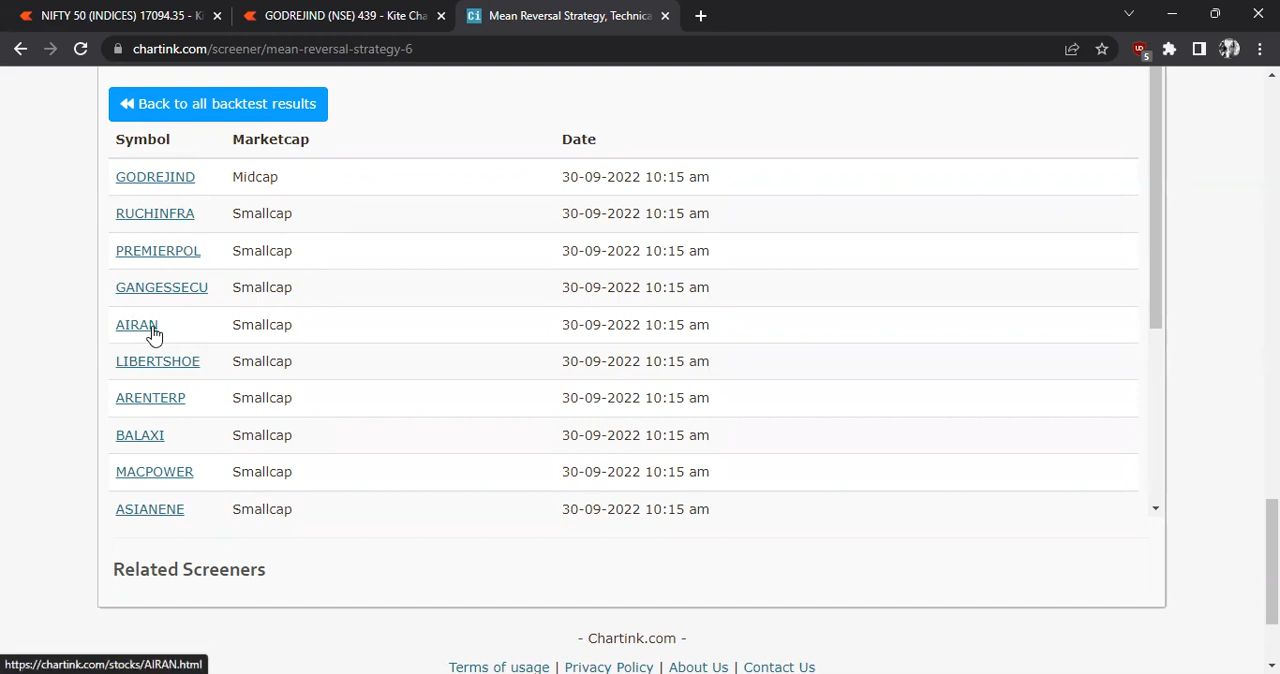 NIFTY 50 (INDICES) 17094.35 - Ki
GODREJIND (NSE) 439 - Kite Cha
Ci Mean Reversal Strategy, Technica
chartink.com/screener/mean-reversal-strategy-6
UD 5
Back to all backtest results
Symbol Marketcap Date
GODREJIND Midcap 30-09-2022 10:15 am
RUCHINFRA Smallcap 30-09-2022 10:15 am
PREMIERPOL Smallcap 30-09-2022 10:15 am
GANGESSECU Smallcap 30-09-2022 10:15 am
AIRAN Smallcap 30-09-2022 10:15 am
LIBERTSHOE Smallcap 30-09-2022 10:15 am
ARENTERP Smallcap 30-09-2022 10:15 am
BALAXI Smallcap 30-09-2022 10:15 am
MACPOWER Smallcap 30-09-2022 10:15 am
ASIANENE Smallcap 30-09-2022 10:15 am
Related Screeners
- Chartink.com -
Terms of usage | Privacy Policy | About Us | Contact Us
https://chartink.com/stocks/AIRAN.html